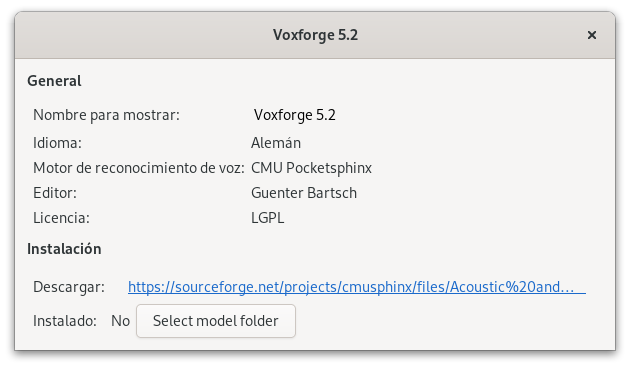 Voxforge 5.2
General
Nombre para mostrar: Voxforge 5.2
Idioma: Alemán
Motor de reconocimiento de voz: CMU Pocketsphinx
Editor: Guenter Bartsch
Licencia: LGPL
Instalación
Descargar: https://sourceforge.net/projects/cmusphinx/files/Acoustic%20and...
Instalado: No Select model folder